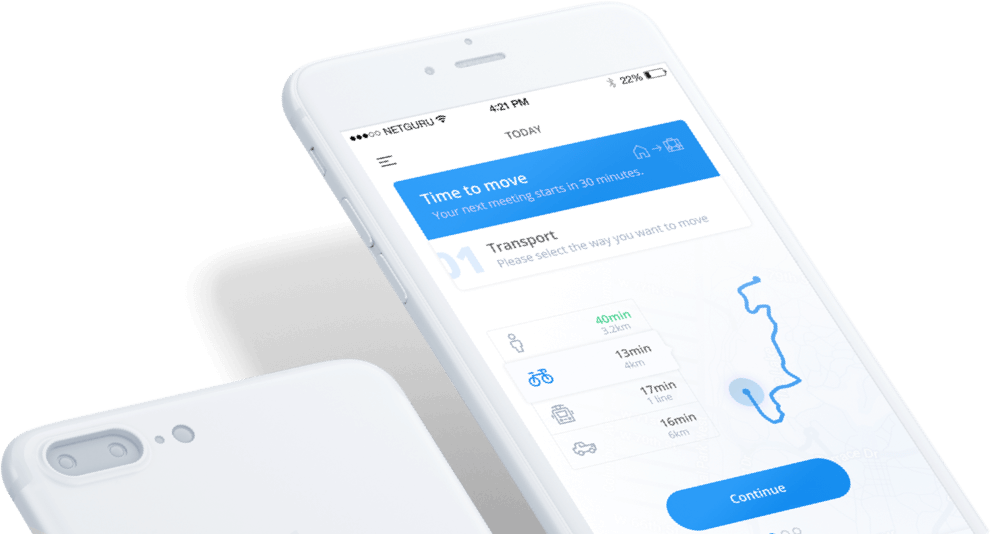 NETGURU
4:21 PM
22%
TODAY
Time to move
Your next meeting starts in 30 minutes.
01
Transport
Please select the way you want to move
40min
3.2km
13min
4km
17min
1 line
16min
6km
Continue